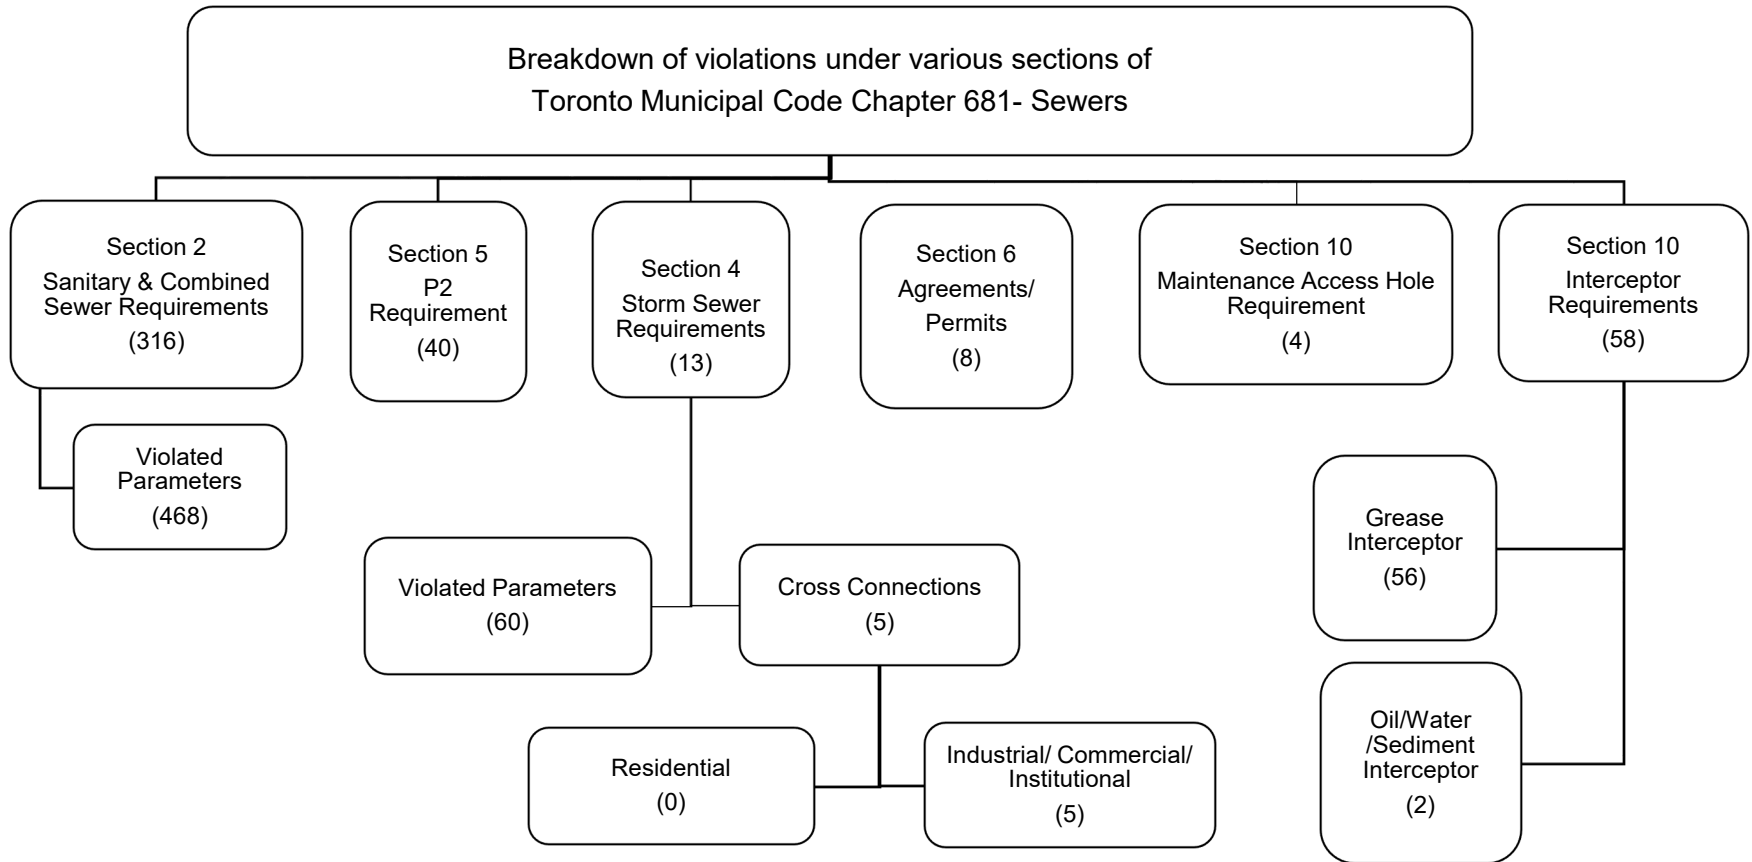 Breakdown of violations under various sections of
Toronto Municipal Code Chapter 681- Sewers
Section 2
Sanitary & Combined
Sewer Requirements
(316)
Section 5
P2
Requirement
(40)
Section 4
Storm Sewer
Requirements
(13)
Section 6
Agreements/
Permits
(8)
Section 10
Maintenance Access Hole
Requirement
(4)
Section 10
Interceptor
Requirements
(58)
Violated
Parameters
(468)
Violated Parameters
(60)
Cross Connections
(5)
Grease
Interceptor
(56)
Residential
(0)
Industrial/ Commercial/
Institutional
(5)
Oil/Water
/Sediment
Interceptor
(2)